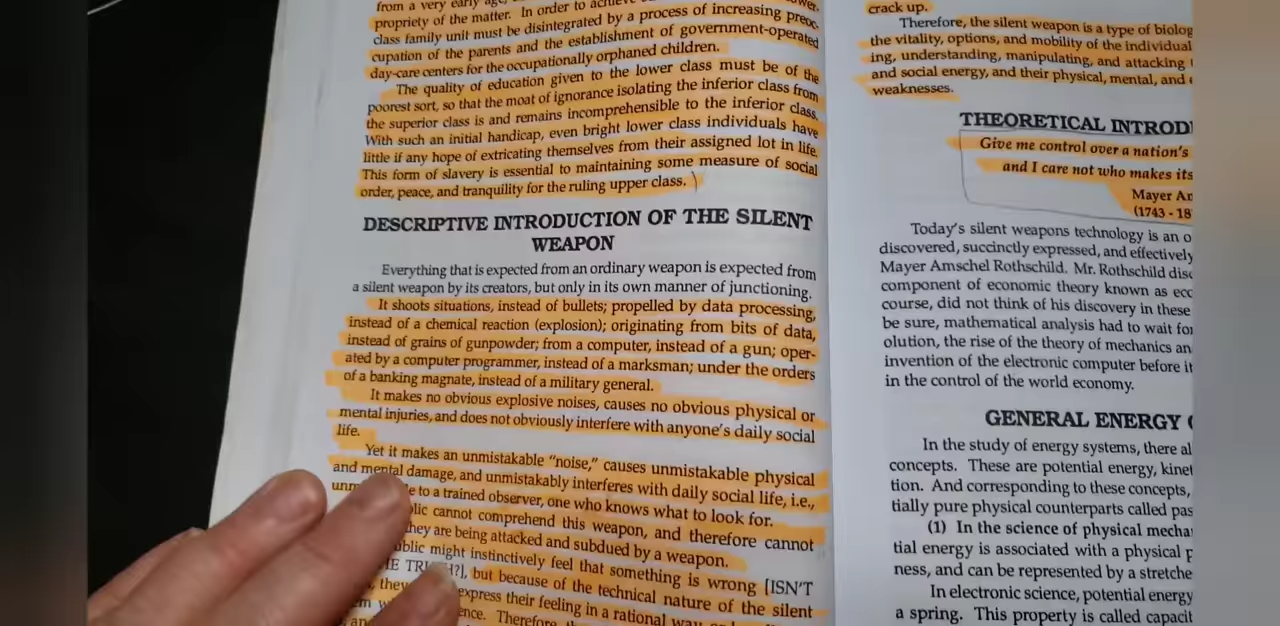 from a very early age,
propriety of the matter. In order to achieve
class family unit must be disintegrated by a process of increasing preoc-
cupation of the parents and the establishment of government-operated
day-care centers for the occupationally orphaned children.
The quality of education given to the lower class must be of the
poorest sort, so that the moat of ignorance isolating the inferior class from
the superior class is and remains incomprehensible to the inferior class.
With such an initial handicap, even bright lower class individuals have
little if any hope of extricating themselves from their assigned lot in life.
This form of slavery is essential to maintaining some measure of social
order, peace, and tranquility for the ruling upper class.
DESCRIPTIVE INTRODUCTION OF THE SILENT
WEAPON
Everything that is expected from an ordinary weapon is expected from
a silent weapon by its creators, but only in its own manner of junctioning.
It shoots situations, instead of bullets; propelled by data processing,
instead of a chemical reaction (explosion); originating from bits of data,
instead of grains of gunpowder; from a computer, instead of a gun; oper-
ated by a computer programmer, instead of a marksman; under the orders
of a banking magnate, instead of a military general.
It makes no obvious explosive noises, causes no obvious physical or
mental injuries, and does not obviously interfere with anyone's daily social
life.
Yet it makes an unmistakable "noise," causes unmistakable physical
and mental damage, and unmistakably interferes with daily social life, i.e.,
to a trained observer, one who knows what to look for.
cannot comprehend this weapon, and therefore cannot
they are being attacked and subdued by a weapon.
might instinctively feel that something is wrong [ISN'T
but because of the technical nature of the silent
they express their feeling in a rational way
Therefore
crack up.
Therefore, the silent weapon is a type of biolog
the vitality, options, and mobility of the individual
ing, understanding, manipulating, and attacking
and social energy, and their physical, mental, and
weaknesses.
THEORETICAL INTROD
Give me control over a nation's
and I care not who makes its
Mayer Am
(1743 - 18
Today's silent weapons technology is an o
discovered, succinctly expressed, and effectively
Mayer Amschel Rothschild. Mr. Rothschild disc
component of economic theory known as ecc
course, did not think of his discovery in these
be sure, mathematical analysis had to wait for
olution, the rise of the theory of mechanics an
invention of the electronic computer before it
in the control of the world economy.
GENERAL ENERGY
In the study of energy systems, there al
concepts. These are potential energy, kinet
tion. And corresponding to these concepts,
tially pure physical counterparts called pas
(1) In the science of physical mecha
tial energy is associated with a physical p
ness, and can be represented by a stretche
In electronic science, potential energy
a spring. This property is called capacit